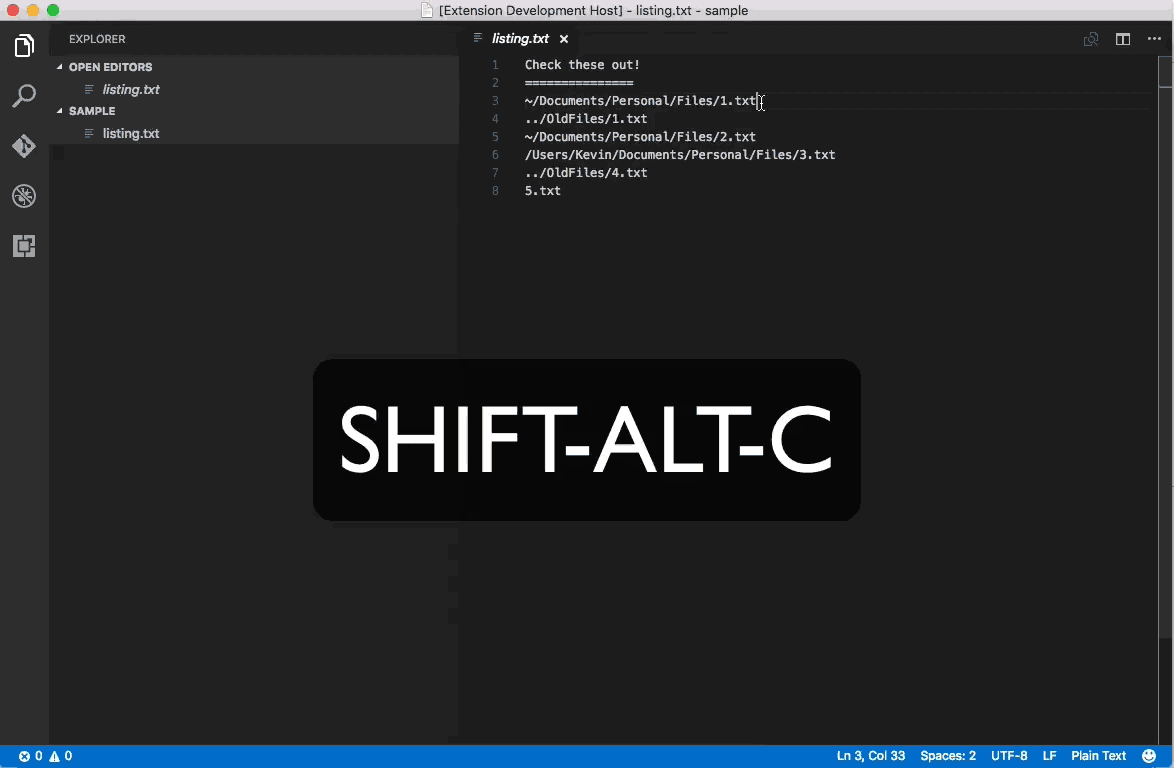 [Extension Development Host] - listing.txt - sample
EXPLORER
OPEN EDITORS
listing.txt
SAMPLE
listing.txt
listing.txt
1 Check these out!
2 ===============
3 ~/Documents/Personal/Files/1.txt
4 ../OldFiles/1.txt
5 ~/Documents/Personal/Files/2.txt
6 /Users/Kevin/Documents/Personal/Files/3.txt
7 ../OldFiles/4.txt
8 5.txt
SHIFT-ALT-C
0 0 Ln 3, Col 33 Spaces: 2 UTF-8 LF Plain Text